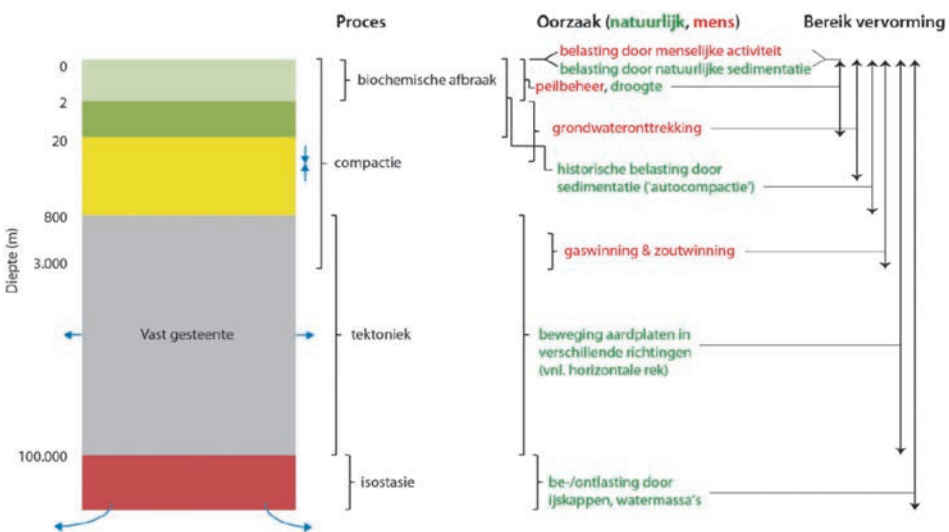 Proces
Oorzaak (natuurlijk, mens)
Bereik vervorming
Diepte (m)
0
2
20
800
3.000
100.000
Vast gesteente
biochemische afbraak
compactie
tektoniek
isostasie
belasting door menselijke activiteit
belasting door natuurlijke sedimentatie
peilbeheer, droogte
grondwateronttrekking
historische belasting door
sedimentatie ('autocompactie')
gaswinning & zoutwinning
beweging aardplaten in
verschillende richtingen
(vnl. horizontale rek)
be-/ontlasting door
ijskappen, watermassa's